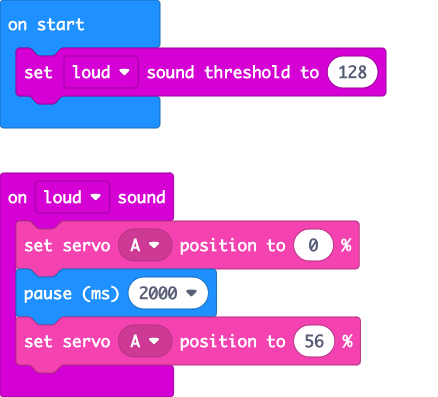 on start
set loud sound threshold to 128
on loud sound
set servo A position to 0 %
pause (ms) 2000
set servo A position to 56 %